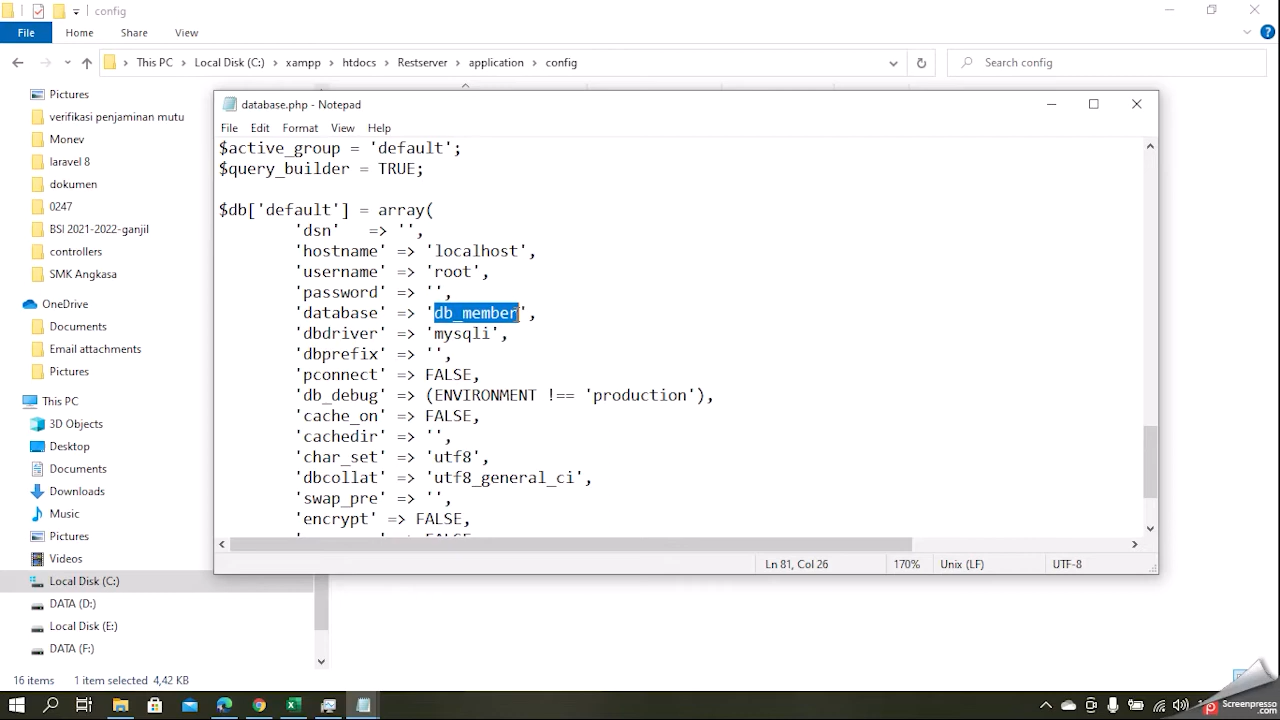 config
File Home Share View
This PC Local Disk (C:) xampp htdocs Restserver application config
Search config
Pictures
verifikasi penjaminan mutu
Monev
laravel 8
dokumen
0247
BSI 2021-2022-ganjil
controllers
SMK Angkasa
OneDrive
Documents
Email attachments
Pictures
This PC
3D Objects
Desktop
Documents
Downloads
Music
Pictures
Videos
Local Disk (C:)
DATA (D:)
Local Disk (E:)
DATA (F:)
16 items 1 item selected 4,42 KB
database.php - Notepad
File Edit Format View Help
$active_group = 'default';
$query_builder = TRUE;
$db['default'] = array(
'dsn' => '',
'hostname' => 'localhost',
'username' => 'root',
'password' => '',
'database' => 'db_member',
'dbdriver' => 'mysqli',
'dbprefix' => '',
'pconnect' => FALSE,
'db_debug' => (ENVIRONMENT !== 'production'),
'cache_on' => FALSE,
'cachedir' => '',
'char_set' => 'utf8',
'dbcollat' => 'utf8_general_ci',
'swap_pre' => '',
'encrypt' => FALSE,
Ln 81, Col 26 170% Unix (LF) UTF-8
Screenpresso
.com